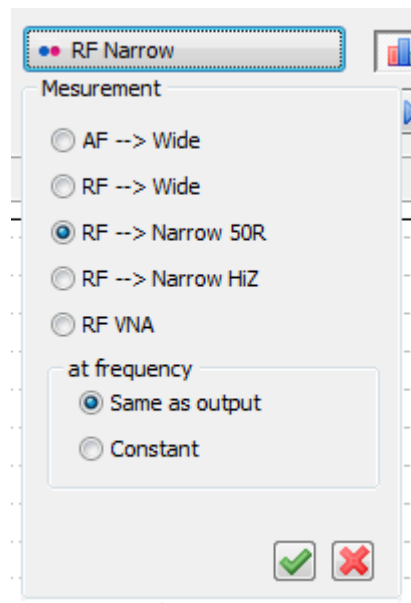 RF Narrow
Mesurement
AF --> Wide
RF --> Wide
RF --> Narrow 50R
RF --> Narrow HiZ
RF VNA
at frequency
Same as output
Constant